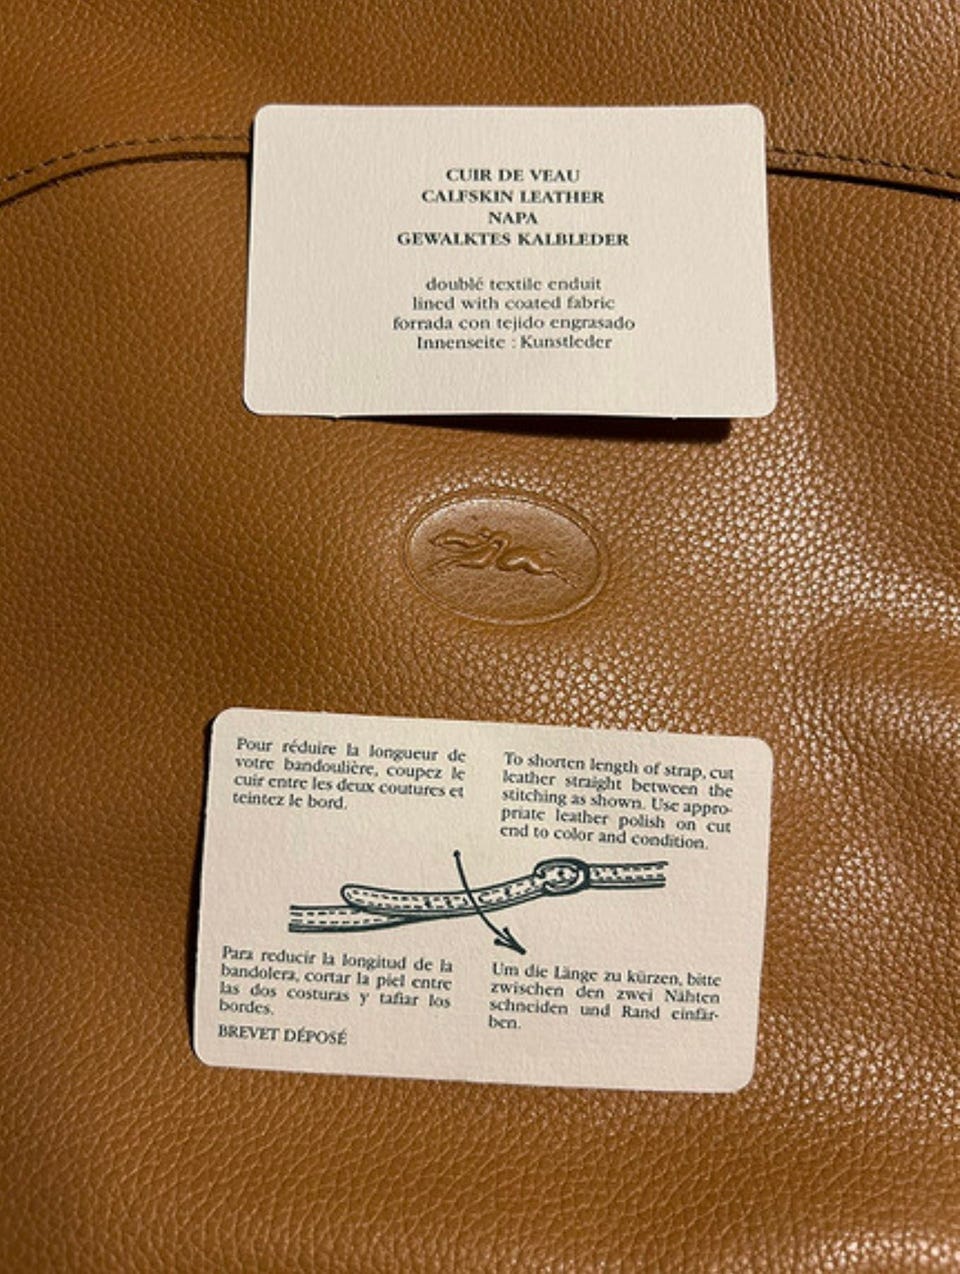 CUIR DE VEAU
CALFSKIN LEATHER
NAPA
GEWALKTES KALBLEDER
doublé textile enduit
lined with coated fabric
forrada con tejido engrasado
Innenseite : Kunstleder
Pour réduire la longueur de
votre bandoulière, coupez le
cuir entre les deux coutures et
teintez le bord.
To shorten length of strap, cut
leather straight between the
stitching as shown. Use appro-
priate leather polish on cut
end to color and condition.
Para reducir la longitud de la
bandolera, cortar la piel entre
las dos costuras y tafiar los
bordes.
BREVET DÉPOSÉ
Um die Länge zu kürzen, bitte
zwischen den zwei Nähten
schneiden und Rand einfär-
ben.